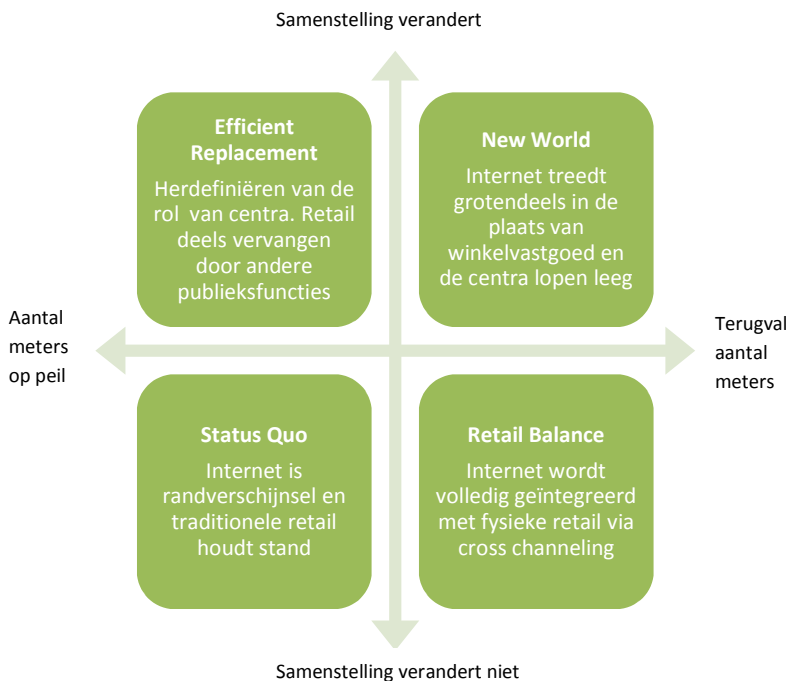 Samenstelling verandert
Efficient
Replacement
Herdefiniëren van de
rol van centra. Retail
deels vervangen
door andere
publieksfuncties
New World
Internet treedt
grotendeels in de
plaats van
winkelvastgoed en
de centra lopen leeg
Aantal
meters
op peil
Terugval
aantal
meters
Status Quo
Internet is
randverschijnsel en
traditionele retail
houdt stand
Retail Balance
Internet wordt
volledig geïntegreerd
met fysieke retail via
cross channeling
Samenstelling verandert niet